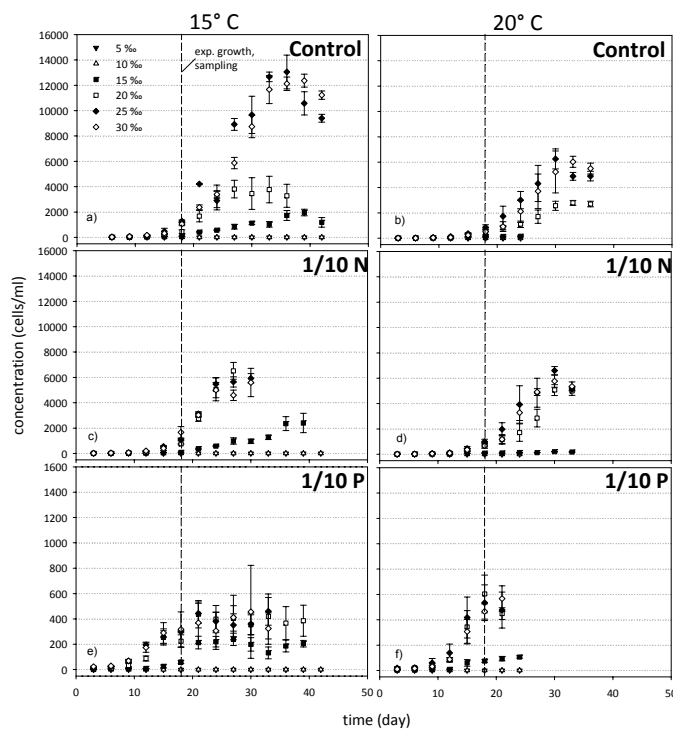 15° C
20° C
Control
Control
5 ‰
10 ‰
15 ‰
20 ‰
25 ‰
30 ‰
exp. growth,
sampling
16000
14000
12000
10000
8000
6000
4000
2000
0
a)
b)
1/10 N
1/10 N
16000
14000
12000
10000
8000
6000
4000
2000
0
c)
d)
concentration (cells/ml)
1/10 P
1/10 P
1600
1400
1200
1000
800
600
400
200
0
e)
f)
0 10 20 30 40 50
0 10 20 30 40 50
time (day)
time (day)